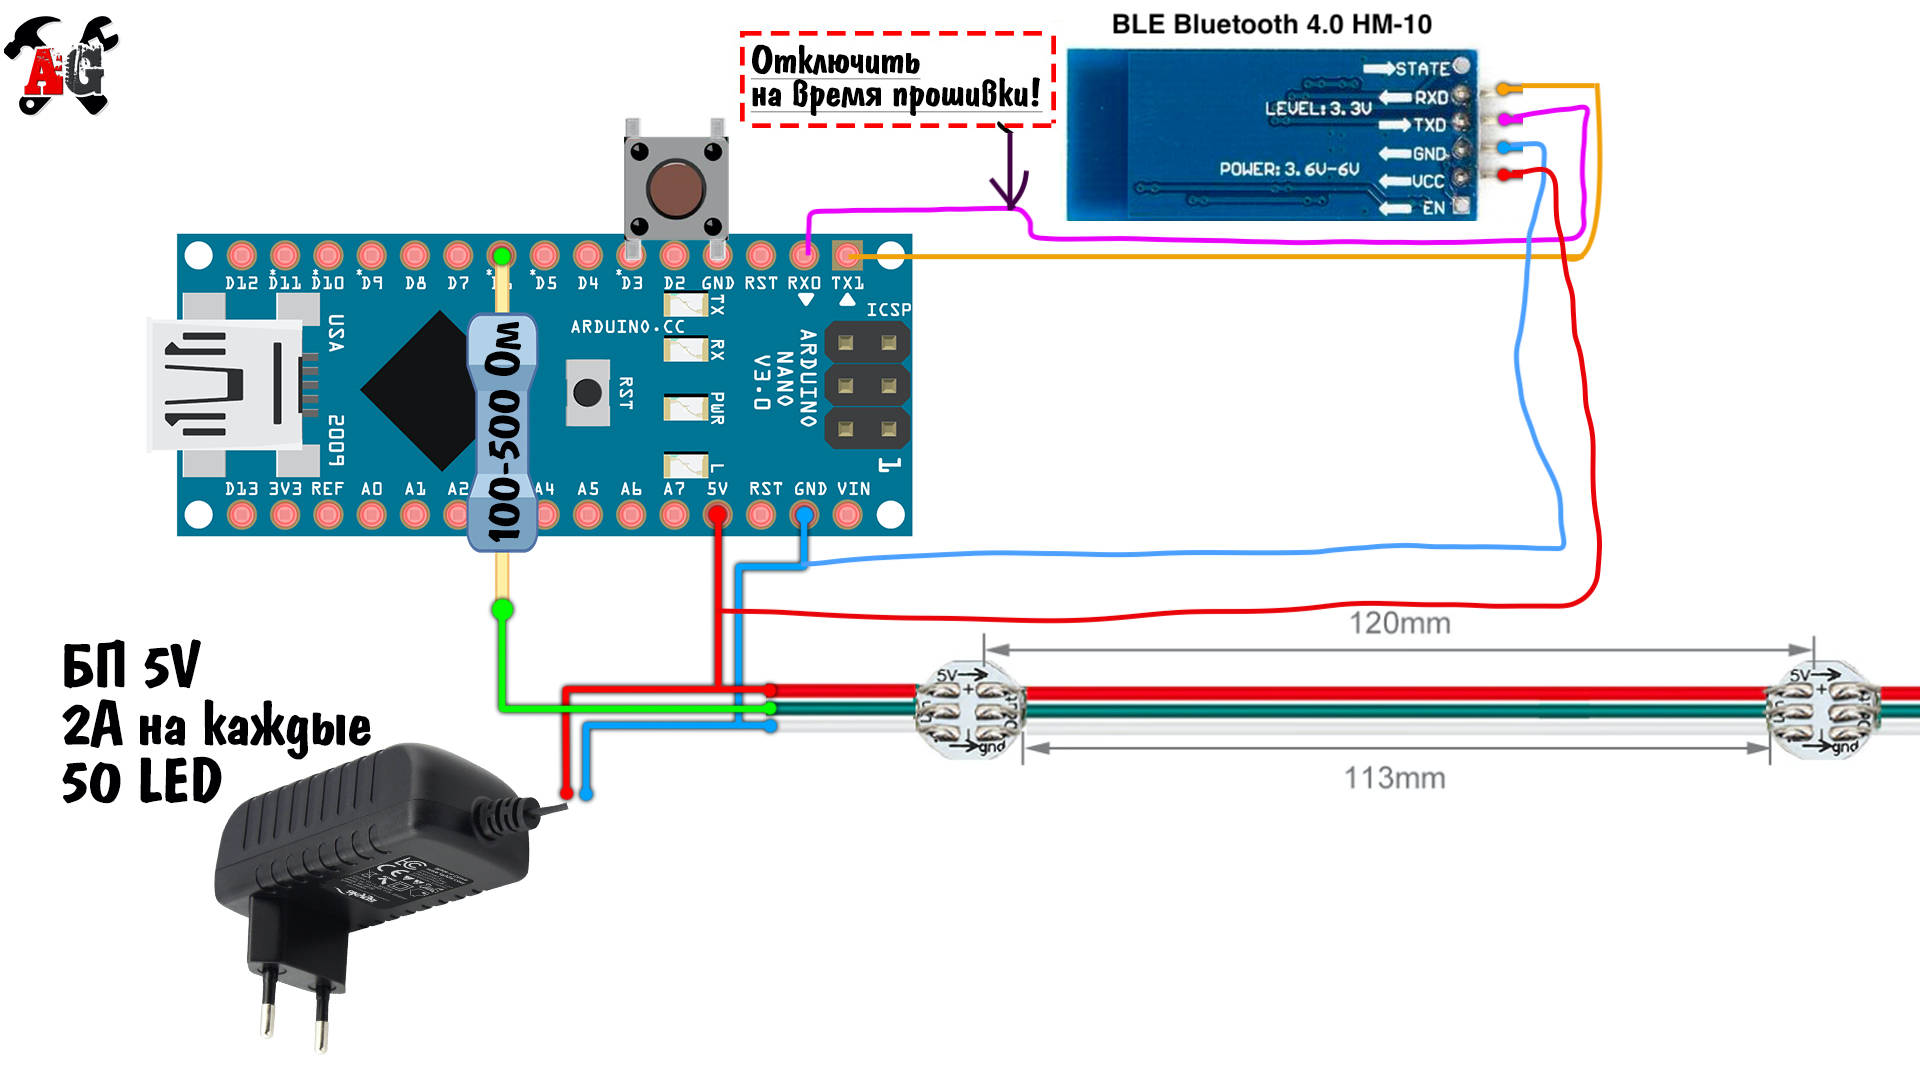 AG
BLE Bluetooth 4.0 HM-10
Отключить
на время прошивки!
STATE
RXD
LEVEL:3.3V
TXD
GND
POWER:3.6V-6V
VCC
EN
D12 *D11 *D10 *D9 D8 D7 * *D5 D4 *D3 D2 GND RST RX0 TX1
USA
5009
ARDUINO.CC
TX
RX
RST
PWR
L
ARDUINO
NANO
V3.0
ICSP
1
100-500 Ом
D13 3V3 REF A0 A1 A2 A4 A5 A6 A7 5V RST GND VIN
БП 5V
2А на каждые
50 LED
120mm
5V + gnd
5V + gnd
113mm